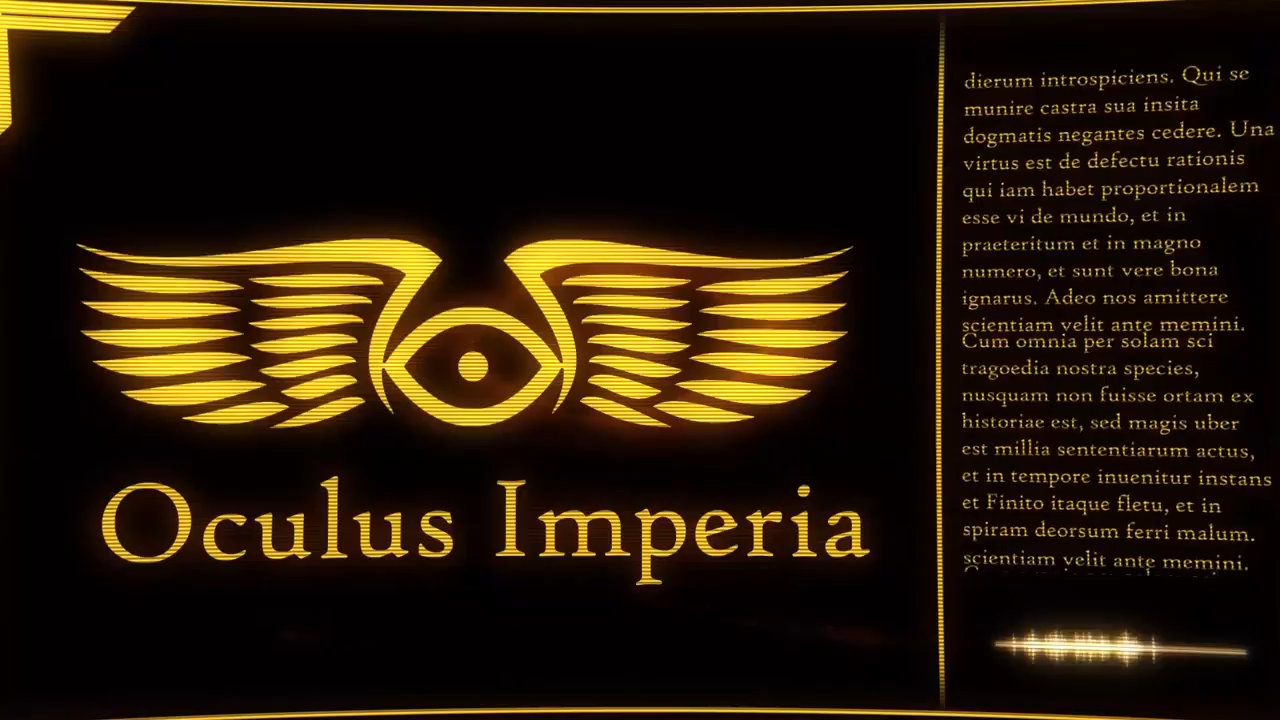 Oculus Imperia
dierum introspiciens. Qui se
munire castra sua insita
dogmatis negantes cedere. Una
virtus est de defectu rationis
qui iam habet proportionalem
esse vi de mundo, et in
praeteritum et in magno
numero, et sunt vere bona
ignarus. Adeo nos amittere
scientiam velit ante memini.
Cum omnia per solam sci
tragoedia nostra species,
nusquam non fuisse ortam ex
historiae est, sed magis uber
est millia sententiarum actus,
et in tempore inuenitur instans
et Finito itaque fletu, et in
spiram deorsum ferri malum.
scientiam velit ante memini.